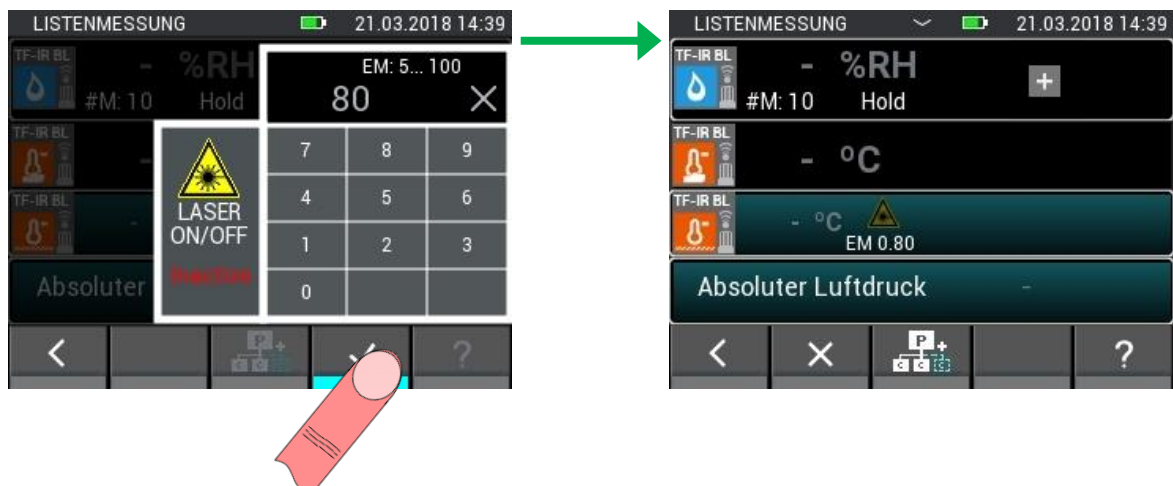 LISTENMESSUNG 21.03.2018 14:39
TF-IR BL
- %RH
#M: 10 Hold
TF-IR BL
-
TF-IR BL
-
Absoluter
LASER
ON/OFF
Inactive
EM: 5... 100
80
7 8 9
4 5 6
1 2 3
0
P +
c c
?
LISTENMESSUNG 21.03.2018 14:39
TF-IR BL
- %RH +
#M: 10 Hold
TF-IR BL
- ºC
TF-IR BL
- ºC
EM 0.80
Absoluter Luftdruck -
P +
c c c
?